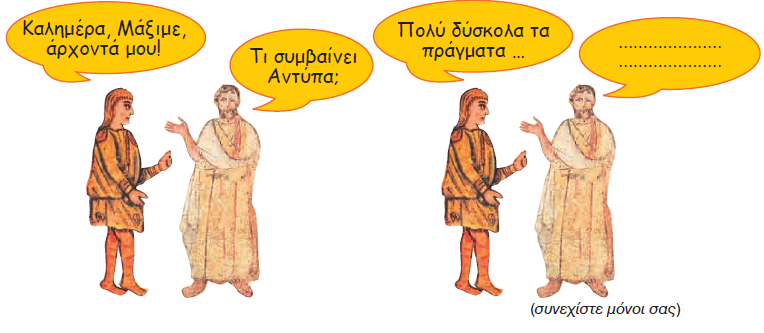 Καλημέρα, Μάξιμε,
άρχοντά μου!
Τι συμβαίνει
Αντύπα;
Πολύ δύσκολα τα
πράγματα ...
......................
......................
(συνεχίστε μόνοι σας)